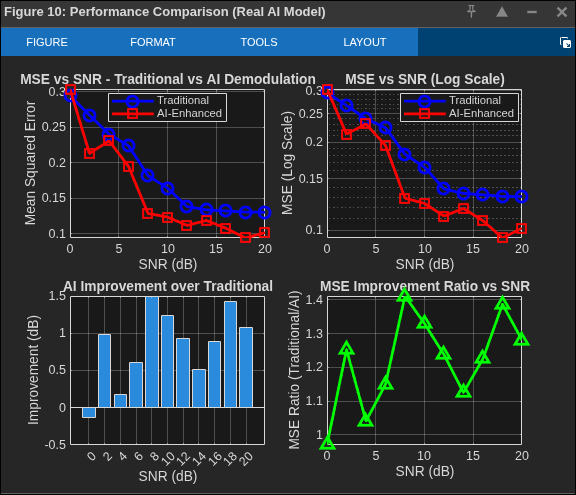 Figure 10: Performance Comparison (Real AI Model)
FIGURE FORMAT TOOLS LAYOUT
MSE vs SNR - Traditional vs AI Demodulation
Mean Squared Error
0.3
0.25
0.2
0.15
0.1
Traditional
AI-Enhanced
0 5 10 15 20
SNR (dB)
MSE vs SNR (Log Scale)
MSE (Log Scale)
0.3
0.25
0.2
0.15
0.1
Traditional
AI-Enhanced
0 5 10 15 20
SNR (dB)
AI Improvement over Traditional
Improvement (dB)
1.5
1
0.5
0
-0.5
0 2 4 6 8 10 12 14 16 18 20
SNR (dB)
MSE Improvement Ratio vs SNR
MSE Ratio (Traditional/AI)
1.4
1.3
1.2
1.1
1
0 5 10 15 20
SNR (dB)